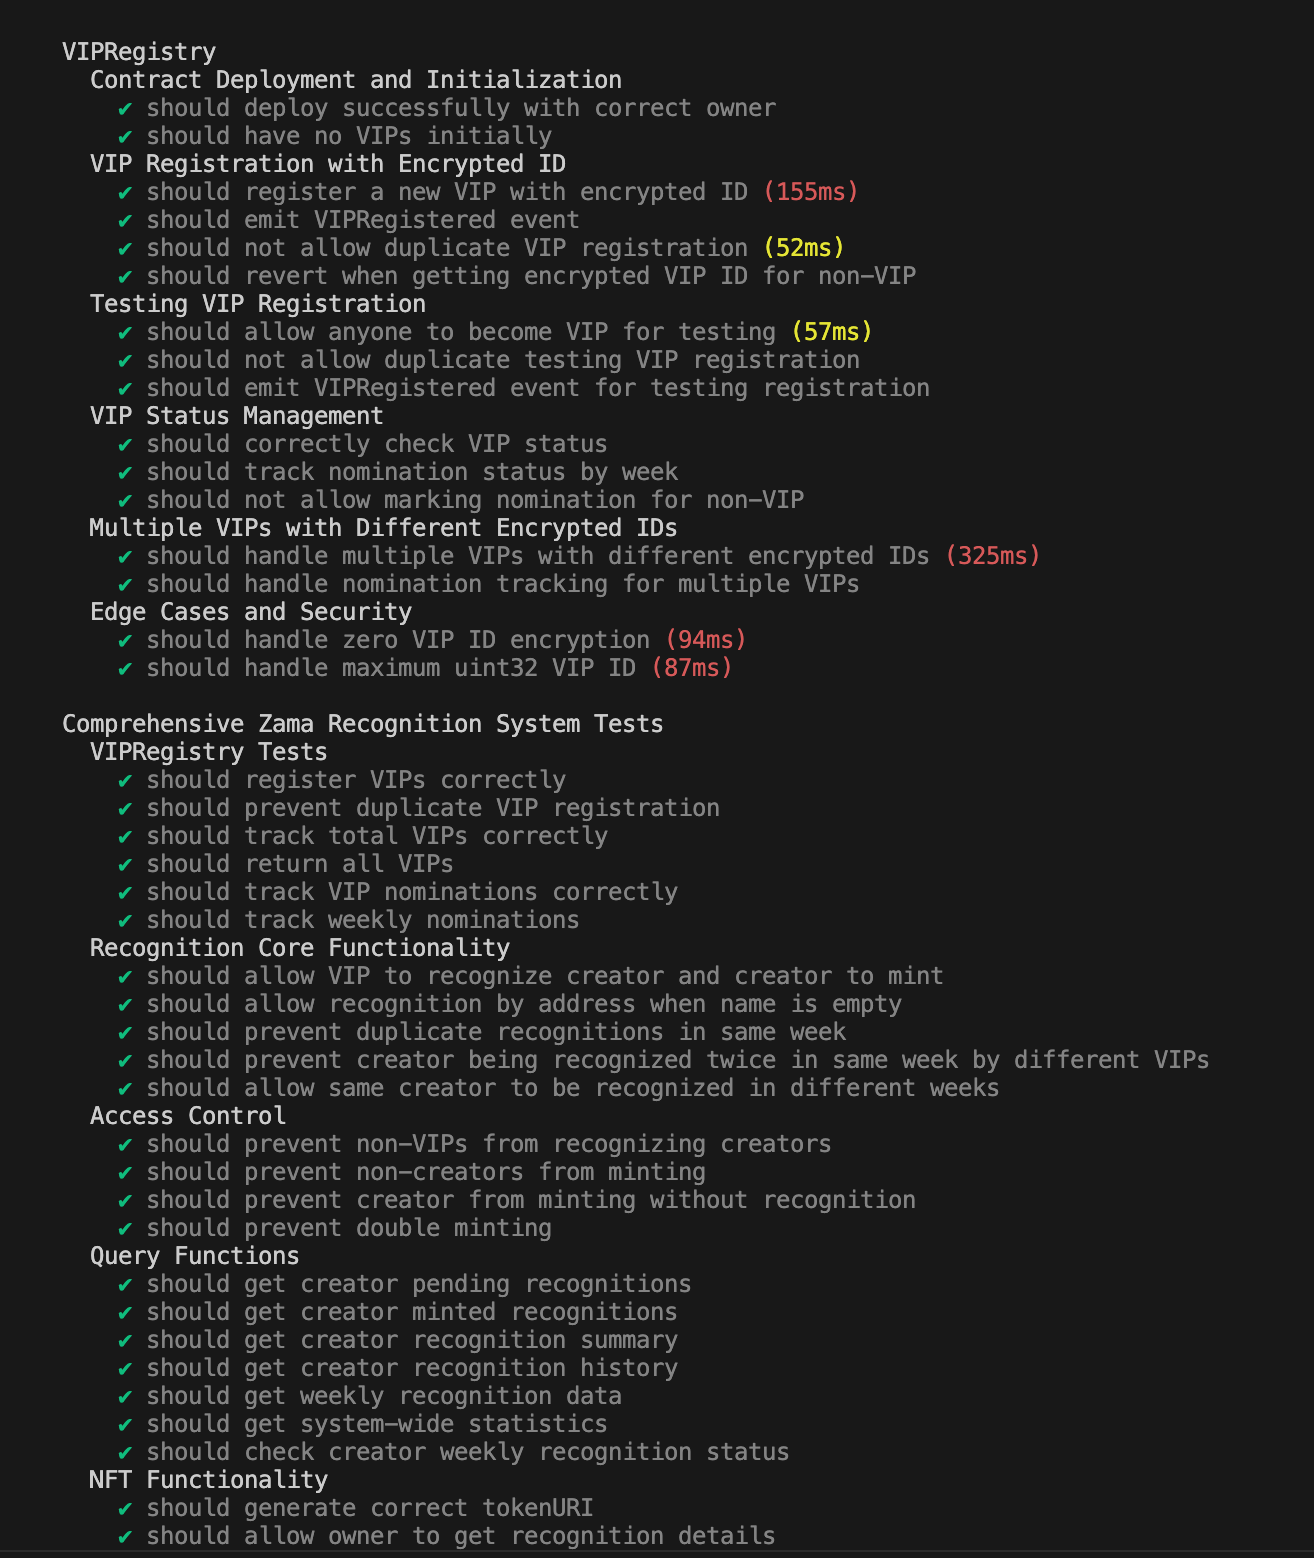 VIPRegistry
Contract Deployment and Initialization
✔ should deploy successfully with correct owner
✔ should have no VIPs initially
VIP Registration with Encrypted ID
✔ should register a new VIP with encrypted ID (155ms)
✔ should emit VIPRegistered event
✔ should not allow duplicate VIP registration (52ms)
✔ should revert when getting encrypted VIP ID for non-VIP
Testing VIP Registration
✔ should allow anyone to become VIP for testing (57ms)
✔ should not allow duplicate testing VIP registration
✔ should emit VIPRegistered event for testing registration
VIP Status Management
✔ should correctly check VIP status
✔ should track nomination status by week
✔ should not allow marking nomination for non-VIP
Multiple VIPs with Different Encrypted IDs
✔ should handle multiple VIPs with different encrypted IDs (325ms)
✔ should handle nomination tracking for multiple VIPs
Edge Cases and Security
✔ should handle zero VIP ID encryption (94ms)
✔ should handle maximum uint32 VIP ID (87ms)
Comprehensive Zama Recognition System Tests
VIPRegistry Tests
✔ should register VIPs correctly
✔ should prevent duplicate VIP registration
✔ should track total VIPs correctly
✔ should return all VIPs
✔ should track VIP nominations correctly
✔ should track weekly nominations
Recognition Core Functionality
✔ should allow VIP to recognize creator and creator to mint
✔ should allow recognition by address when name is empty
✔ should prevent duplicate recognitions in same week
✔ should prevent creator being recognized twice in same week by different VIPs
✔ should allow same creator to be recognized in different weeks
Access Control
✔ should prevent non-VIPs from recognizing creators
✔ should prevent non-creators from minting
✔ should prevent creator from minting without recognition
✔ should prevent double minting
Query Functions
✔ should get creator pending recognitions
✔ should get creator minted recognitions
✔ should get creator recognition summary
✔ should get creator recognition history
✔ should get weekly recognition data
✔ should get system-wide statistics
✔ should check creator weekly recognition status
NFT Functionality
✔ should generate correct tokenURI
✔ should allow owner to get recognition details